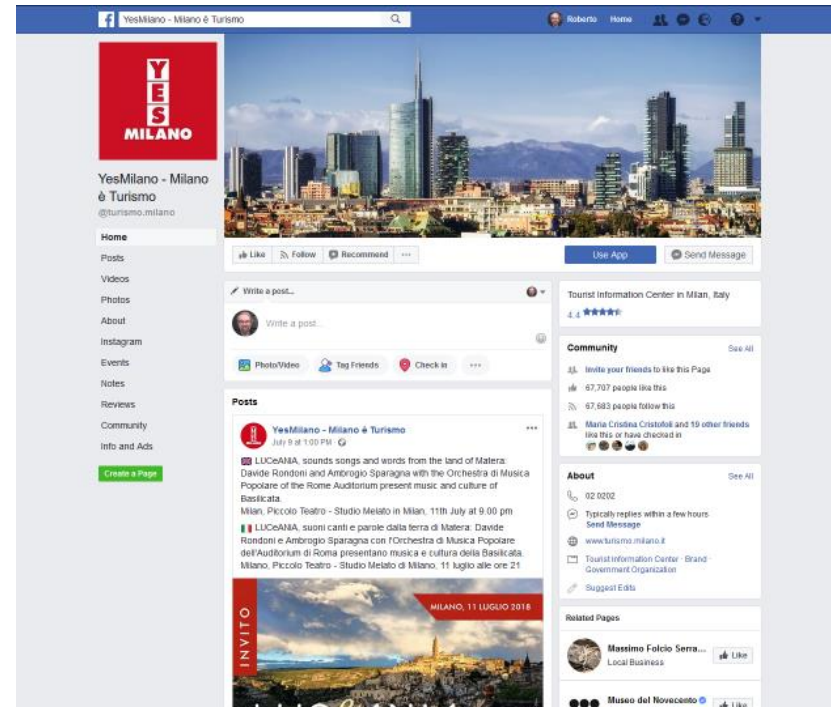 YesMilano - Milano è Turismo
Roberto Home
YES
MILANO
YesMilano - Milano
è Turismo
@turismo.milano
Home
Posts
Videos
Photos
About
Instagram
Events
Notes
Reviews
Community
Info and Ads
Create a Page
Like Follow Recommend ...
Use App Send Message
Write a post...
Write a post...
Photo/Video Tag Friends Check in ...
Posts
YesMilano - Milano è Turismo
July 9 at 1:00 PM ·
LUCeANIA, sounds songs and words from the land of Matera:
Davide Rondoni and Ambrogio Sparagna with the Orchestra di Musica
Popolare of the Rome Auditorium present music and culture of
Basilicata.
Milan, Piccolo Teatro - Studio Melato in Milan, 11th July at 9.00 pm
LUCeANIA, suoni canti e parole dalla terra di Matera: Davide
Rondoni e Ambrogio Sparagna con l'Orchestra di Musica Popolare
dell'Auditorium di Roma presentano musica e cultura della Basilicata.
Milano, Piccolo Teatro - Studio Melato di Milano, 11 luglio alle ore 21
INVITO
MILANO, 11 LUGLIO 2018
Tourist Information Center in Milan, Italy
4.4
Community See All
Invite your friends to like this Page
67,707 people like this
67,683 people follow this
Maria Cristina Cristofoli and 19 other friends
like this or have checked in
About See All
02 0202
Typically replies within a few hours
Send Message
www.turismo.milano.it
Tourist Information Center · Brand ·
Government Organization
Suggest Edits
Related Pages
Massimo Folcio Serra...
Local Business
Like
Museo del Novecento
Like